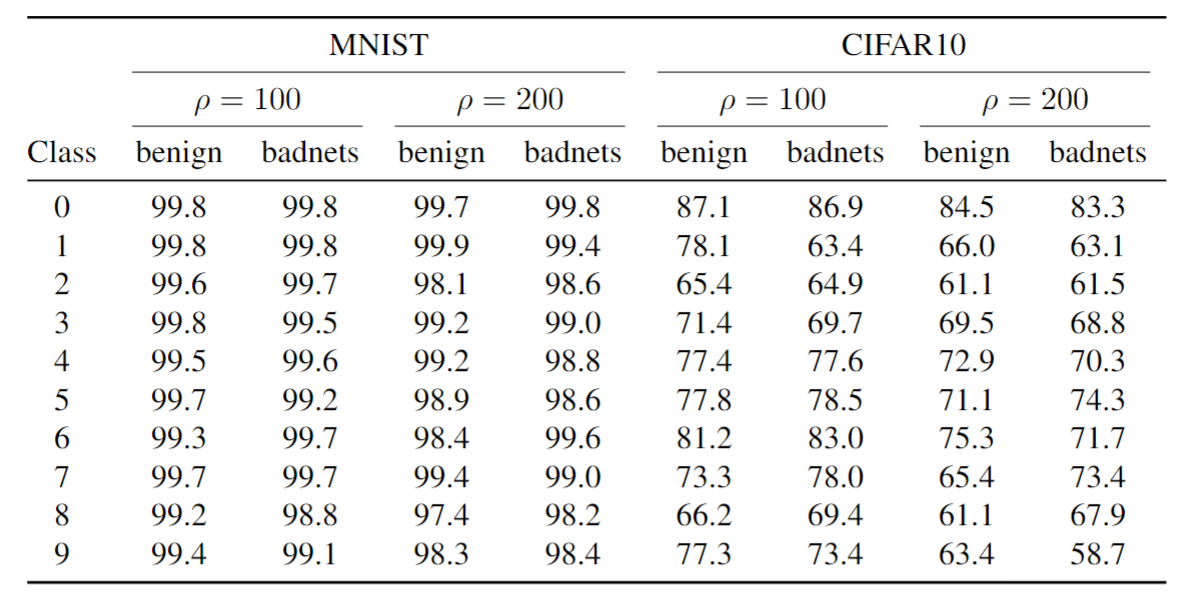 MNIST CIFAR10
ρ = 100 ρ = 200 ρ = 100 ρ = 200
Class benign badnets benign badnets benign badnets benign badnets
0 99.8 99.8 99.7 99.8 87.1 86.9 84.5 83.3
1 99.8 99.8 99.9 99.4 78.1 63.4 66.0 63.1
2 99.6 99.7 98.1 98.6 65.4 64.9 61.1 61.5
3 99.8 99.5 99.2 99.0 71.4 69.7 69.5 68.8
4 99.5 99.6 99.2 98.8 77.4 77.6 72.9 70.3
5 99.7 99.2 98.9 98.6 77.8 78.5 71.1 74.3
6 99.3 99.7 98.4 99.6 81.2 83.0 75.3 71.7
7 99.7 99.7 99.4 99.0 73.3 78.0 65.4 73.4
8 99.2 98.8 97.4 98.2 66.2 69.4 61.1 67.9
9 99.4 99.1 98.3 98.4 77.3 73.4 63.4 58.7